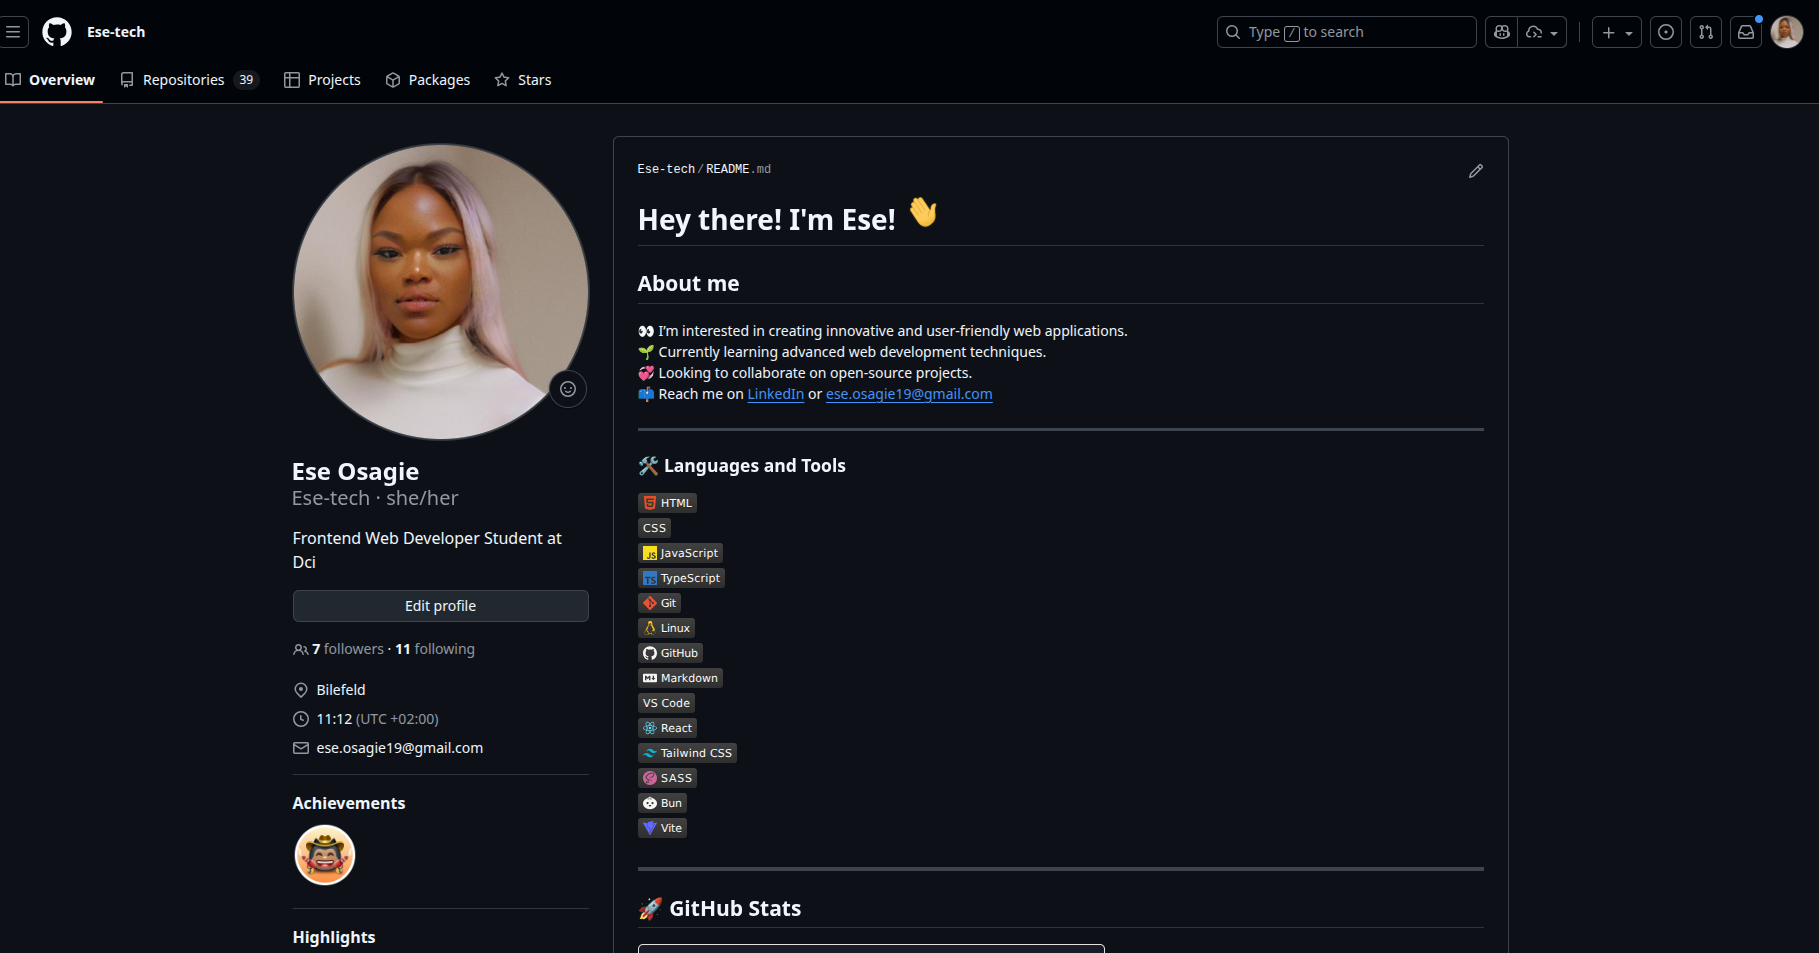 Ese-tech
Type / to search
Overview
Repositories 39
Projects
Packages
Stars
Ese-tech/README.md
Hey there! I'm Ese! 👋
About me
👀 I’m interested in creating innovative and user-friendly web applications.
🌱 Currently learning advanced web development techniques.
💞️ Looking to collaborate on open-source projects.
📫 Reach me on LinkedIn or ese.osagie19@gmail.com
🛠️ Languages and Tools
HTML
CSS
JS JavaScript
TS TypeScript
Git
Linux
GitHub
M Markdown
VS Code
React
Tailwind CSS
SASS
Bun
Vite
🚀 GitHub Stats
Ese Osagie
Ese-tech · she/her
Frontend Web Developer Student at
Dci
Edit profile
7 followers · 11 following
Bilefeld
11:12 (UTC +02:00)
ese.osagie19@gmail.com
Achievements
Highlights